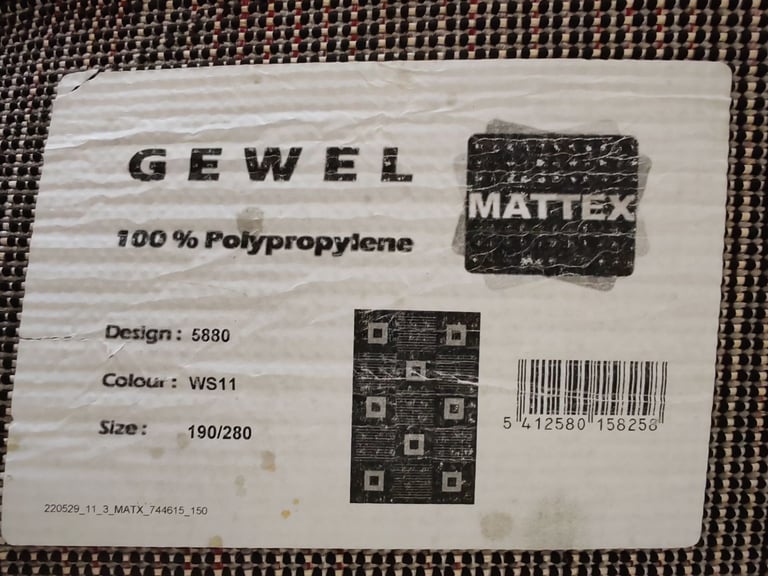 GEWEL
MATTEX
100 % Polypropylene
Design : 5880
Colour : WS11
Size : 190/280
5 412580 158258
220529_11_3_MATX_744615_150